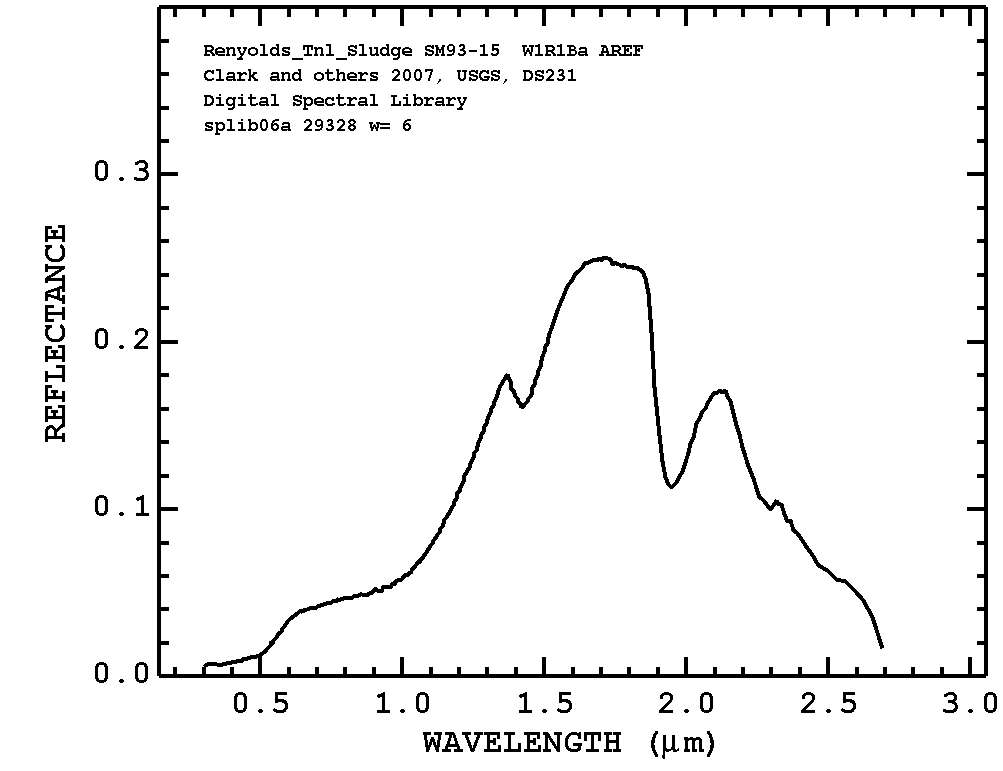 Renyolds_Tnl_Sludge SM93-15 W1R1Ba AREF
Clark and others 2007, USGS, DS231
Digital Spectral Library
splib06a 29328 w= 6
0.3
0.2
0.1
0.0
REFLECTANCE
0.5 1.0 1.5 2.0 2.5 3.0
WAVELENGTH (μm)